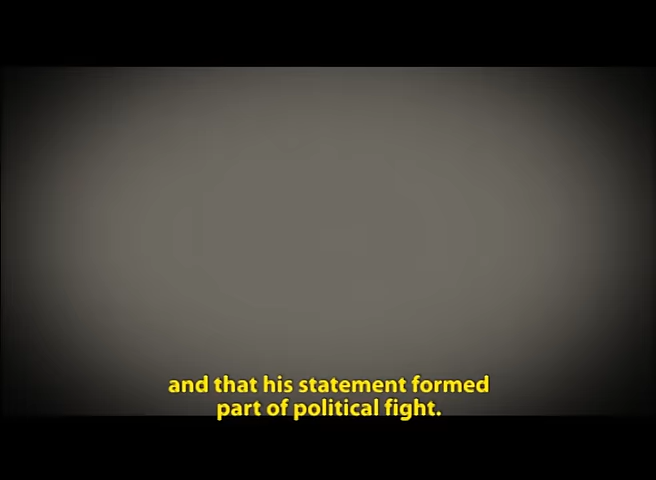 and that his statement formed
part of political fight.